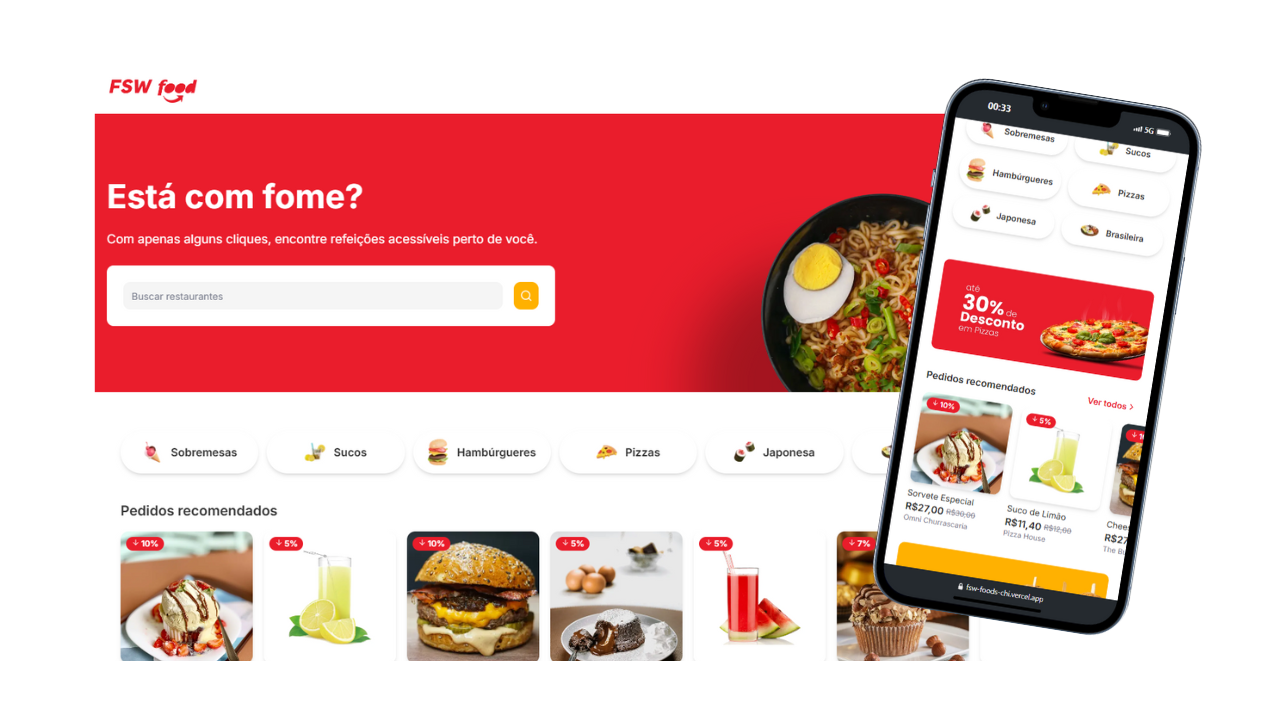 FSW food
Está com fome?
Com apenas alguns cliques, encontre refeições acessíveis perto de você.
Buscar restaurantes
Sobremesas
Sucos
Hambúrgueres
Pizzas
Japonesa
Pedidos recomendados
10%
5%
10%
5%
5%
7%
00:33
5G
Sobremesas
Sucos
Hambúrgueres
Pizzas
Japonesa
Brasileira
até
30% de
Desconto
em Pizzas
Pedidos recomendados
Ver todos
10%
5%
Sorvete Especial
R$27,00 R$30,00
Omni Churrascaria
Suco de Limão
R$11,40 R$12,00
Pizza House
Chee
R$27
The Bu
fsw-foods-chi.vercel.app